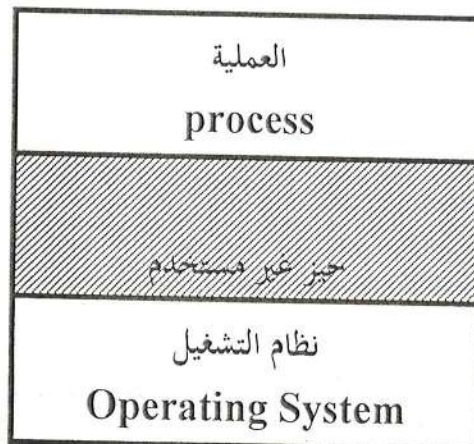 العملية
process
حيز غير مستخدم
نظام التشغيل
Operating System